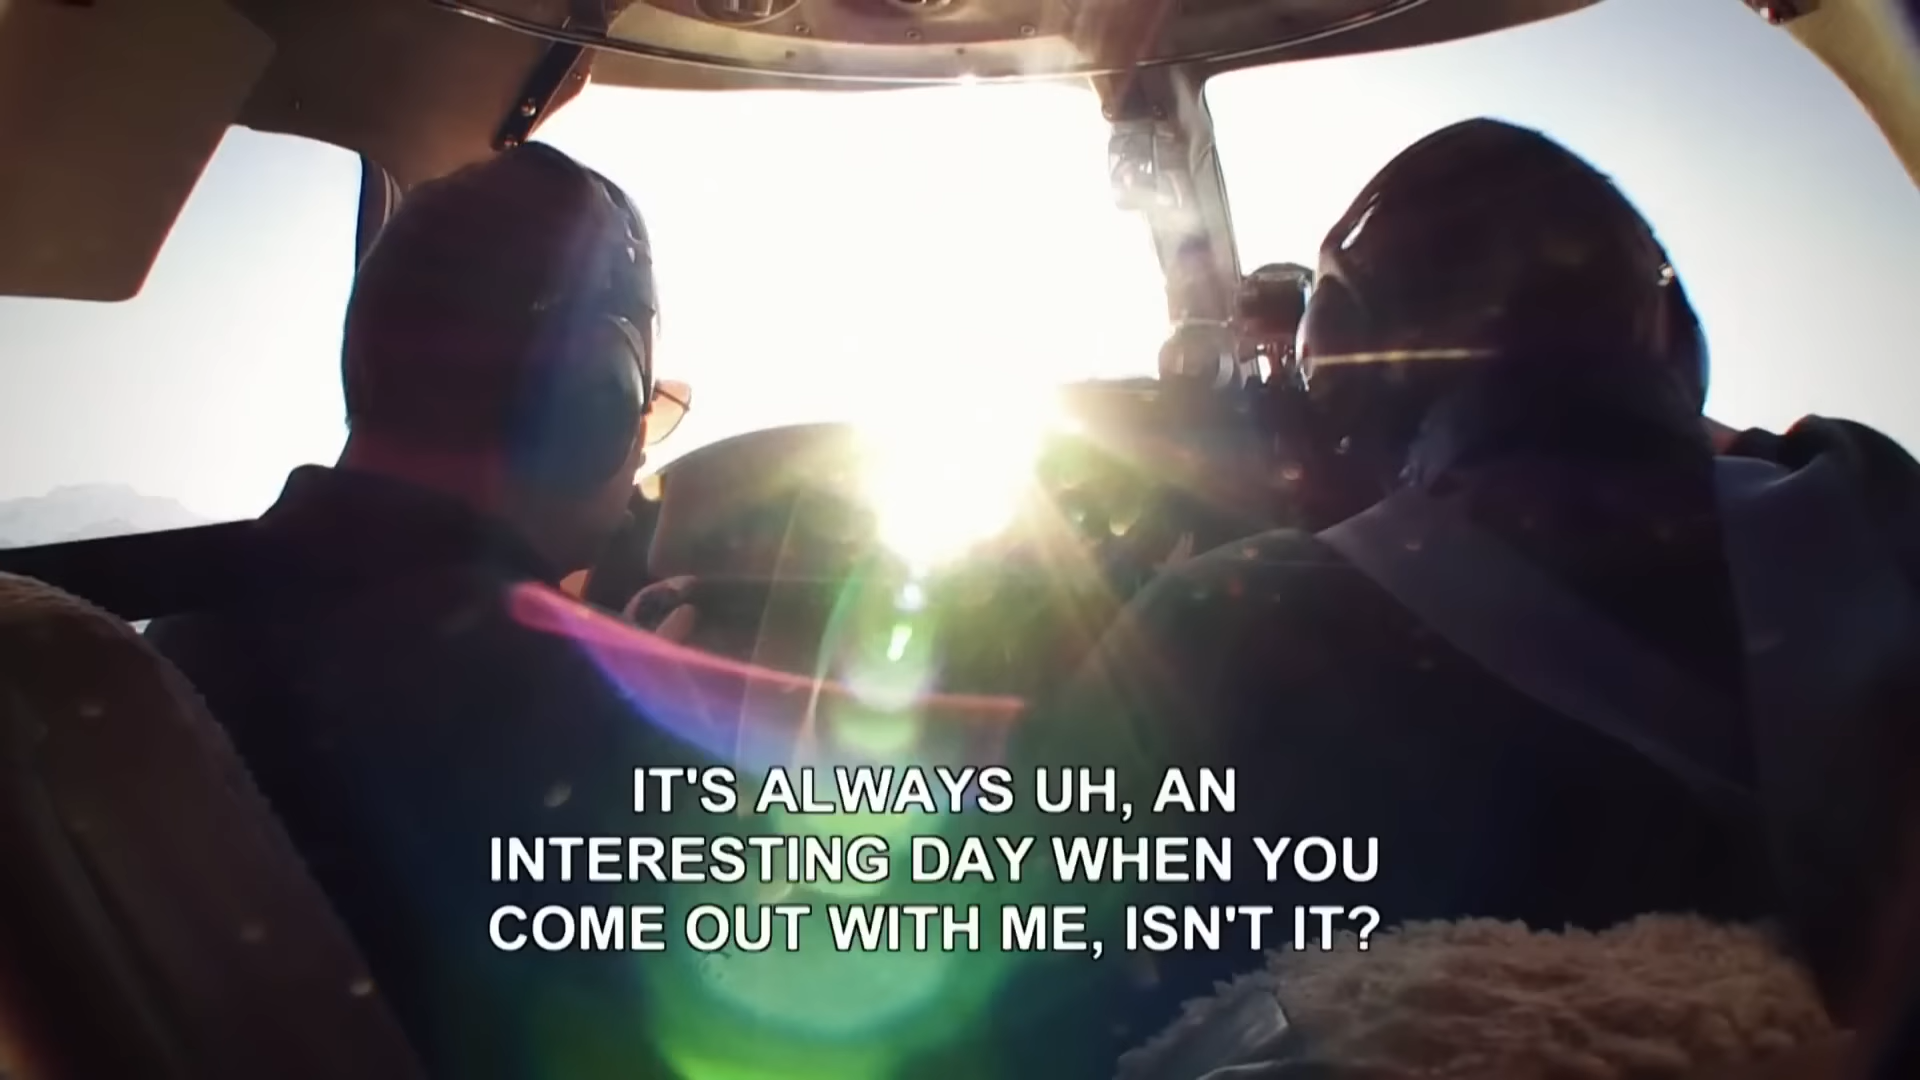 IT'S ALWAYS UH, AN
INTERESTING DAY WHEN YOU
COME OUT WITH ME, ISN'T IT?